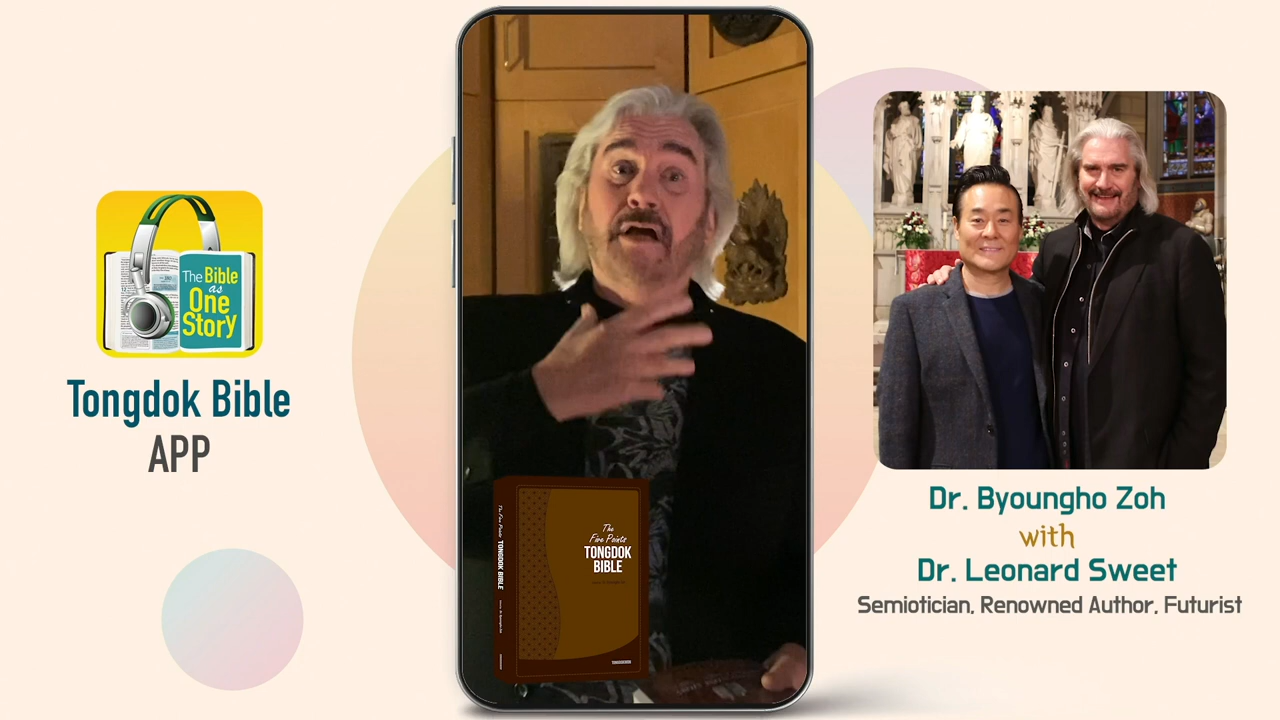 The Bible
as
One
Story
Tongdok Bible
APP
The Five Points TONGDOK BIBLE
The
Five Points
TONGDOK
BIBLE
Dr. Byoungho Zoh
with
Dr. Leonard Sweet
Semiotician, Renowned Author, Futurist